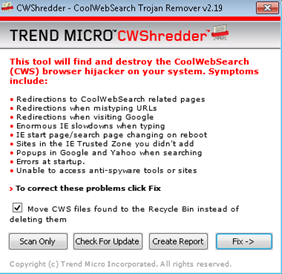 CWShredder - CoolWebSearch Trojan Remover v2.19
TREND MICRO™ CWShredder™
This tool will find and destroy the CoolWebSearch
(CWS) browser hijacker on your system. Symptoms
include:
• Redirections to CoolWebSearch related pages
• Redirections when mistyping URLs
• Redirections when visiting Google
• Enormous IE slowdowns when typing
• IE start page/search page changing on reboot
• Sites in the IE Trusted Zone you didn't add
• Popups in Google and Yahoo when searching
• Errors at startup.
• Unable to access anti-spyware tools or sites
› To correct these problems click Fix
Move CWS files found to the Recycle Bin instead of
deleting them
Scan Only Check For Update Create Report Fix ->
Copyright (c) Trend Micro Incorporated. All rights reserved.